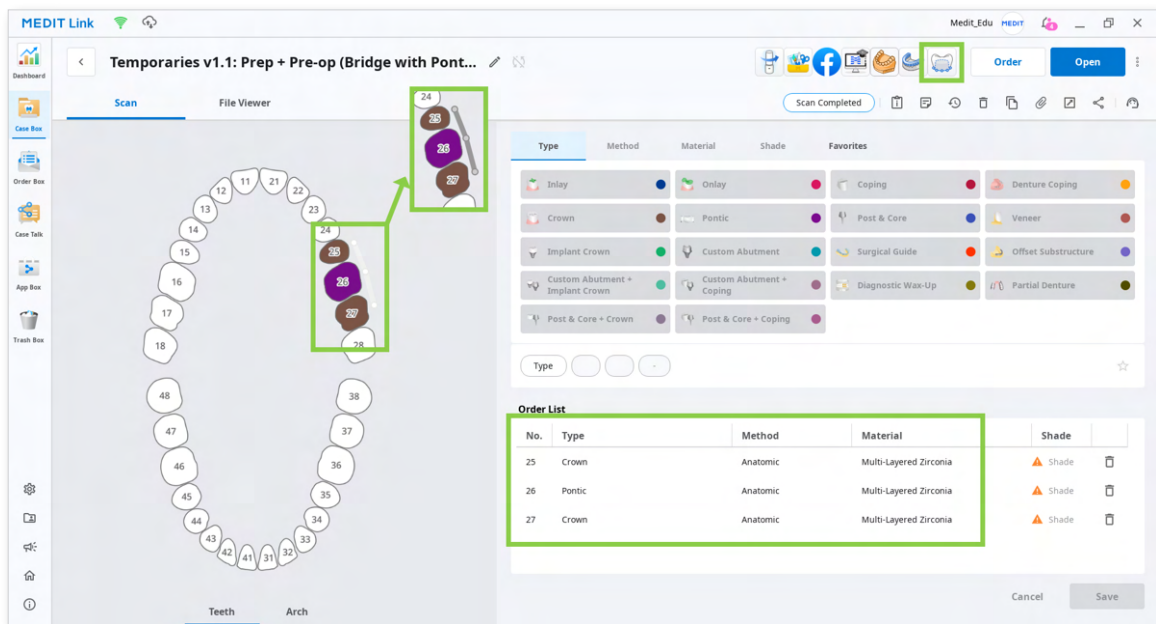 MEDIT Link
Medit_Edu MEDIT 4
Dashboard
Case Box
Order Box
Case Talk
App Box
Trash Box
Temporaries v1.1: Prep + Pre-op (Bridge with Pont...
Order
Open
Scan
File Viewer
Scan Completed
24
25
26
27
11
21
12
22
13
23
14
24
15
25
16
26
17
27
18
28
48
38
47
37
46
36
45
35
44
34
43
33
42
41
31
32
Teeth
Arch
Type Method Material Shade Favorites
Inlay Onlay Coping Denture Coping
Crown Pontic Post & Core Veneer
Implant Crown Custom Abutment Surgical Guide Offset Substructure
Custom Abutment +
Implant Crown
Custom Abutment +
Coping
Diagnostic Wax-Up Partial Denture
Post & Core + Crown Post & Core + Coping
Type -
Order List
No. Type Method Material Shade
25 Crown Anatomic Multi-Layered Zirconia Shade
26 Pontic Anatomic Multi-Layered Zirconia Shade
27 Crown Anatomic Multi-Layered Zirconia Shade
Cancel Save